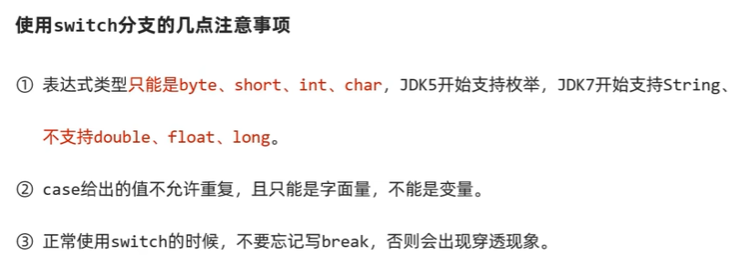 使用switch分支的几点注意事项
① 表达式类型只能是byte、short、int、char，JDK5开始支持枚举，JDK7开始支持String、
不支持double、float、long。
② case给出的值不允许重复，且只能是字面量，不能是变量。
③ 正常使用switch的时候，不要忘记写break，否则会出现穿透现象。